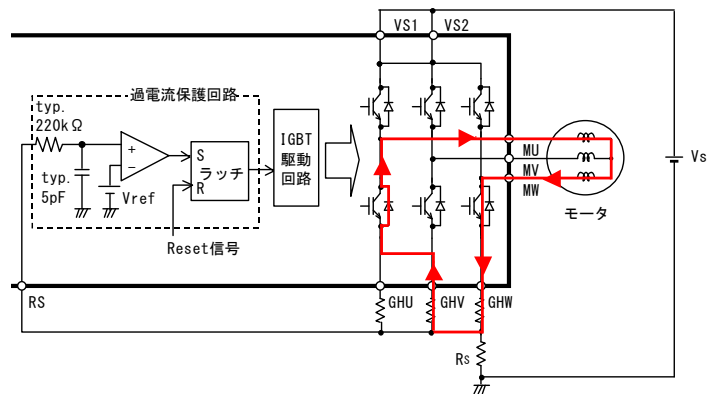 VS1
VS2
過電流保護回路
typ.
220kΩ
+
−
S
R
ラッチ
IGBT
駆動
回路
typ.
5pF
Vref
Reset信号
MU
MV
MW
モータ
Vs
RS
GHU
GHV
GHW
Rs